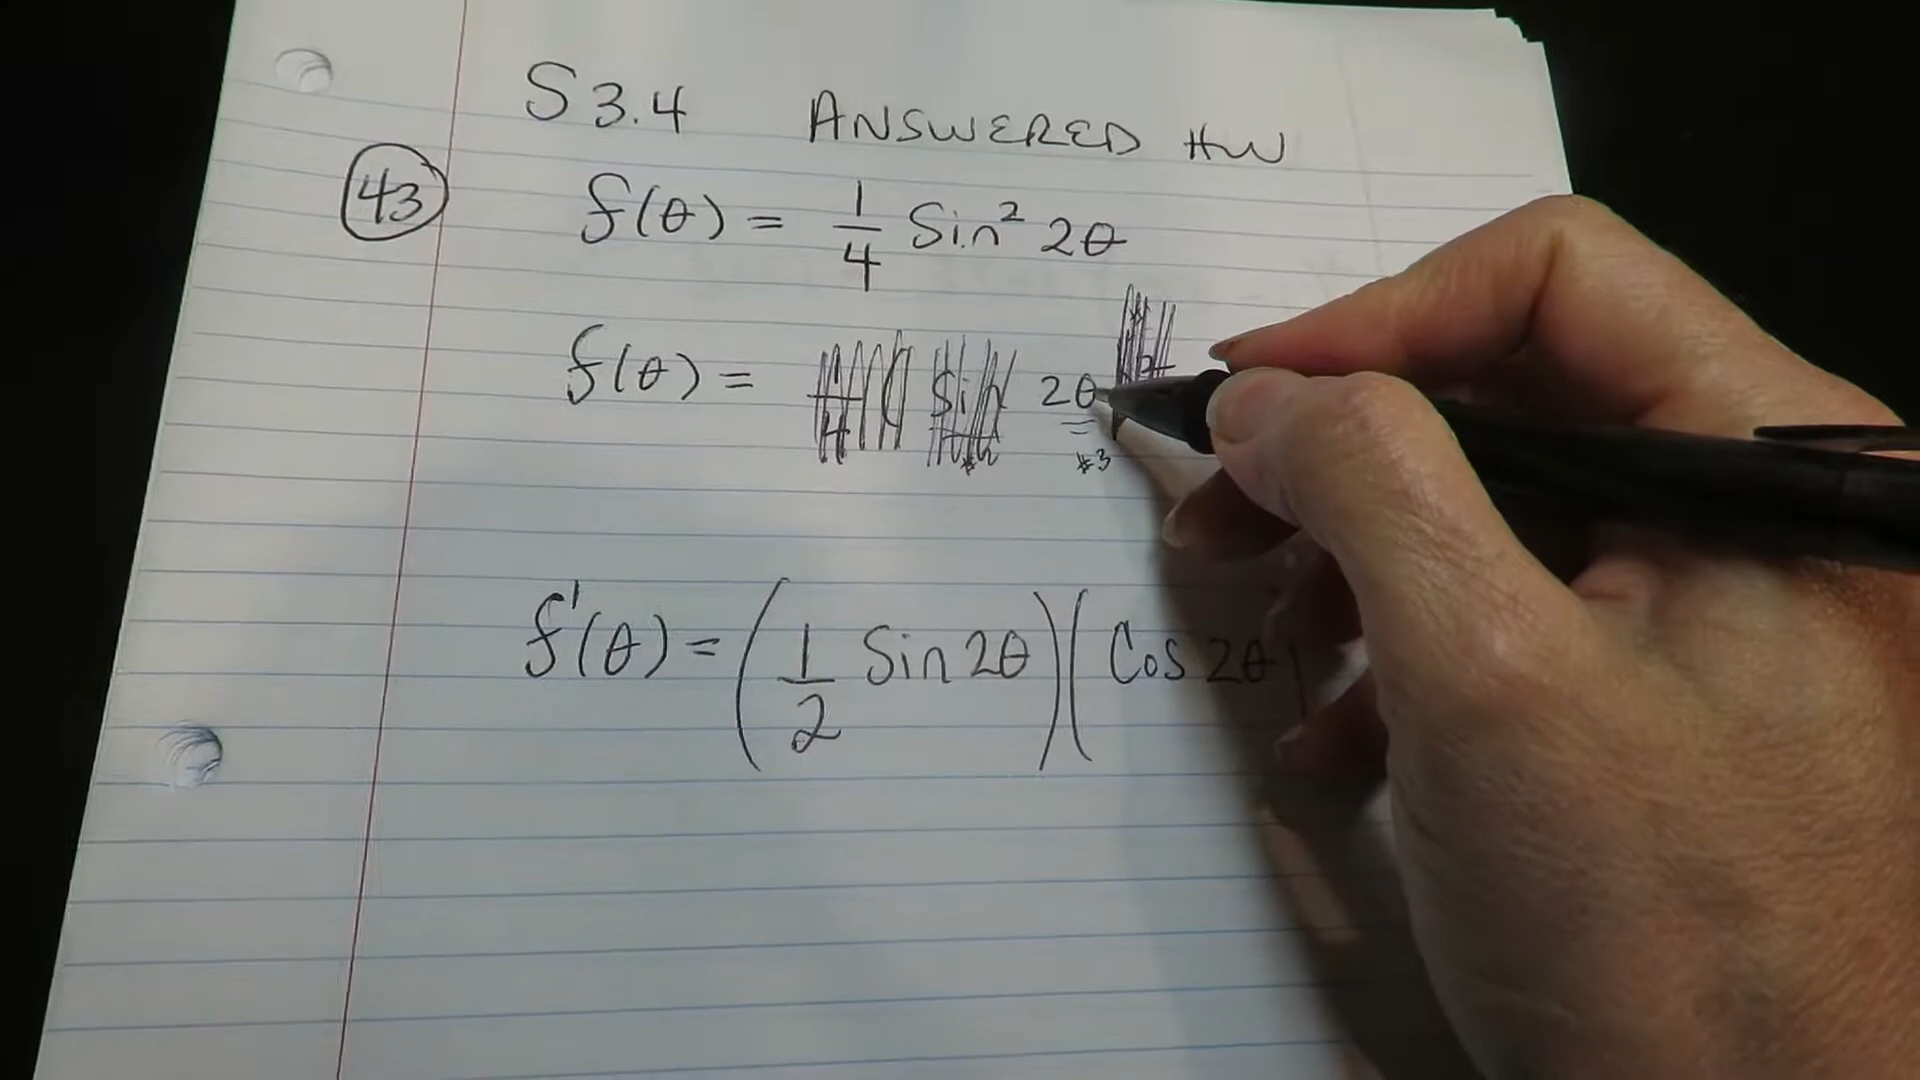 S 3.4 ANSWERED HW
43 f(θ) = 1/4 Sin² 2θ
f(θ) = 2θ
#3
f'(θ) = (1/2 Sin 2θ)(Cos 2θ)